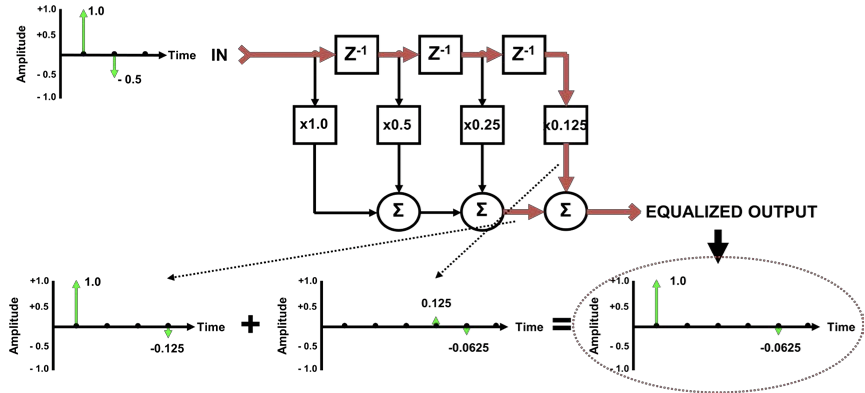 +1.0
+0.5
- 0.5
- 1.0
Amplitude
1.0
- 0.5
Time
IN
Z-1
Z-1
Z-1
x1.0
x0.5
x0.25
x0.125
Σ
Σ
Σ
EQUALIZED OUTPUT
+1.0
+0.5
- 0.5
- 1.0
Amplitude
1.0
-0.125
Time
+
+1.0
+0.5
- 0.5
- 1.0
Amplitude
0.125
-0.0625
Time
=
+1.0
+0.5
- 0.5
- 1.0
Amplitude
1.0
-0.0625
Time